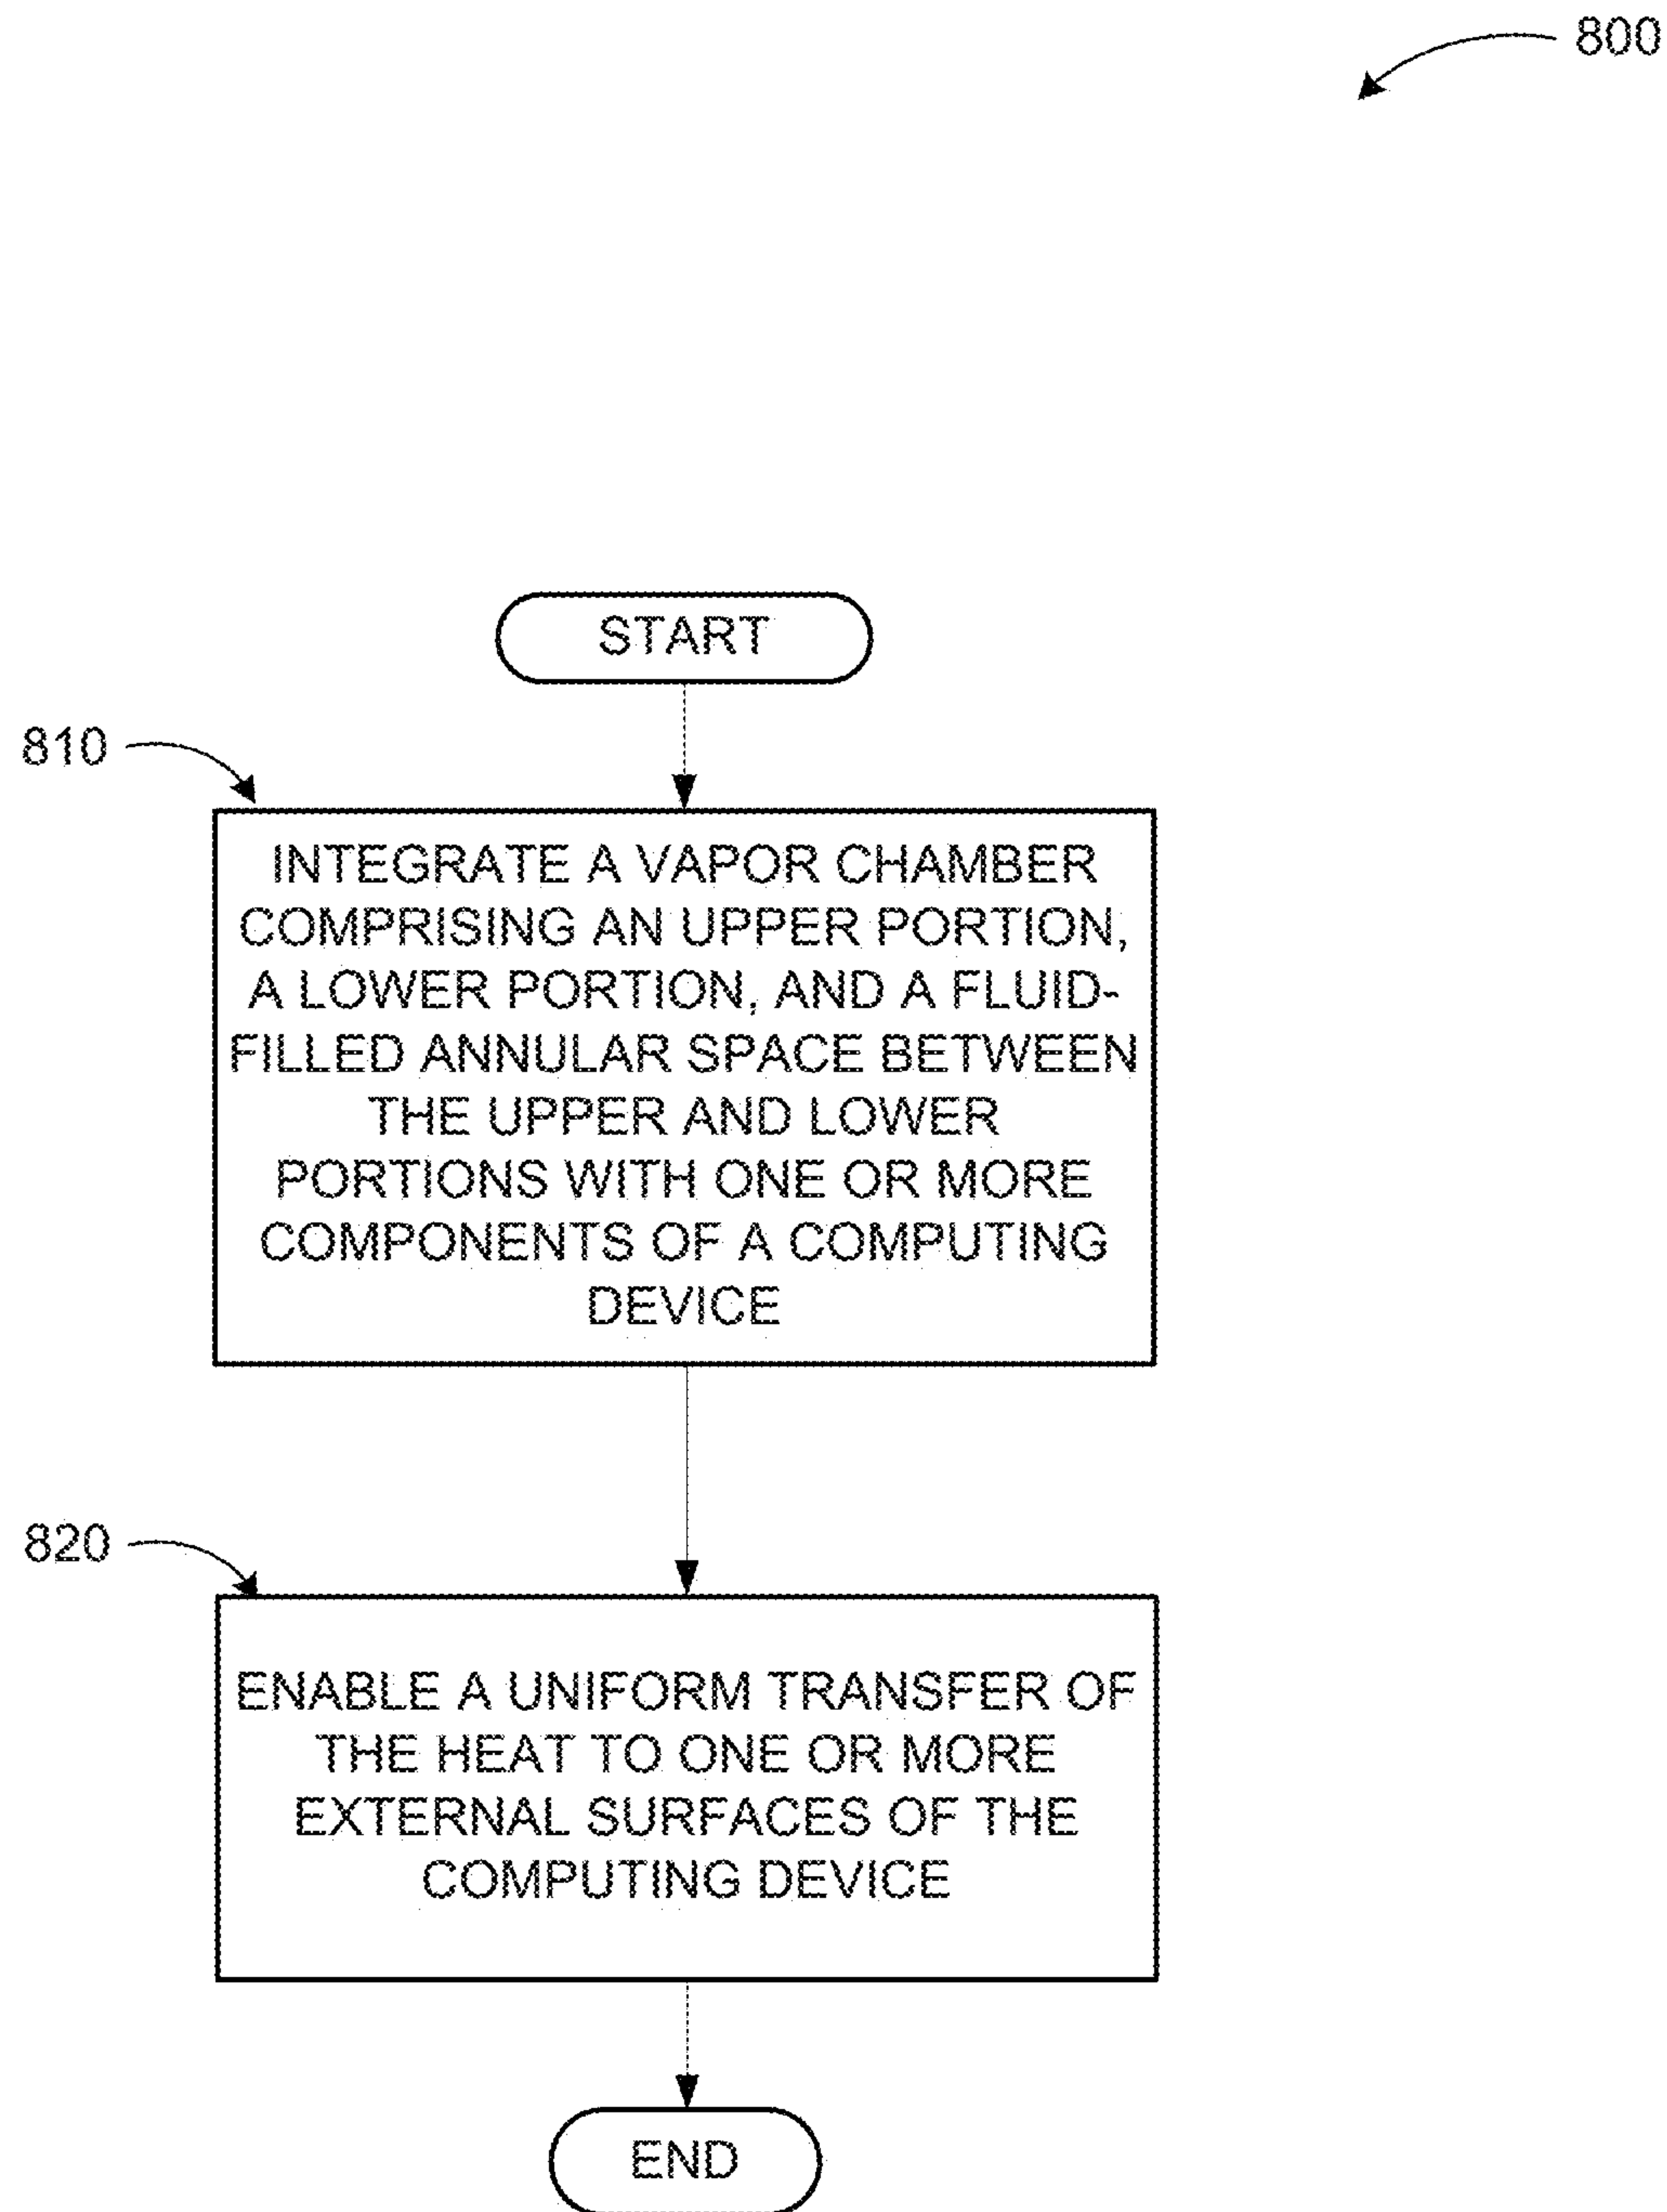 800
START
810
INTEGRATE A VAPOR CHAMBER
COMPRISING AN UPPER PORTION,
A LOWER PORTION, AND A FLUID-
FILLED ANNULAR SPACE BETWEEN
THE UPPER AND LOWER
PORTIONS WITH ONE OR MORE
COMPONENTS OF A COMPUTING
DEVICE
820
ENABLE A UNIFORM TRANSFER OF
THE HEAT TO ONE OR MORE
EXTERNAL SURFACES OF THE
COMPUTING DEVICE
END